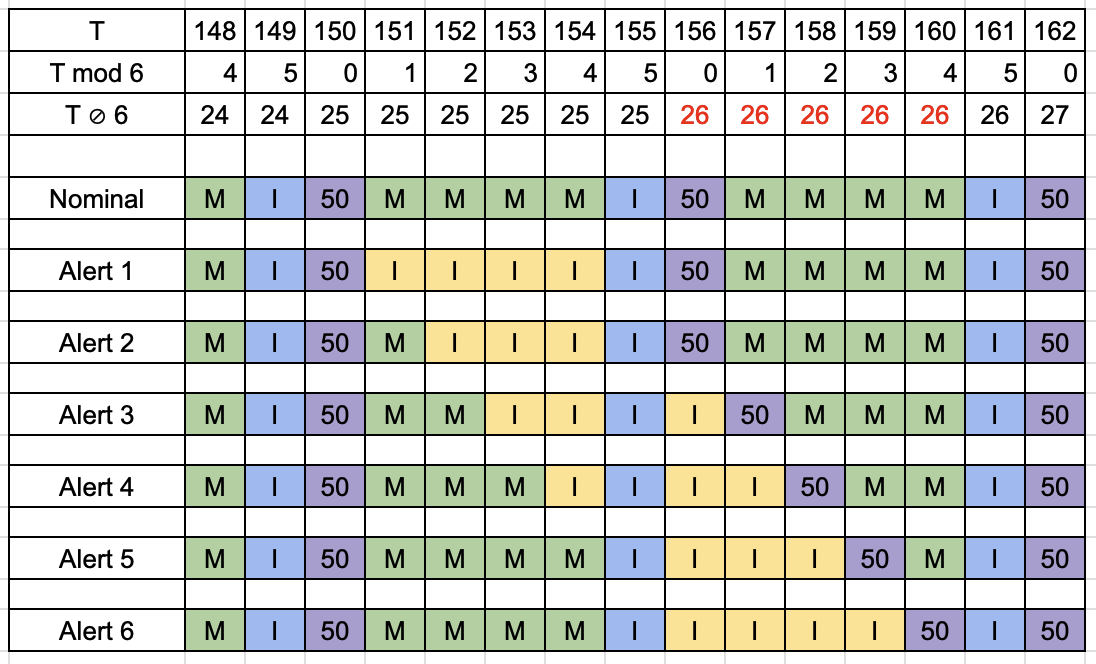 T 148 149 150 151 152 153 154 155 156 157 158 159 160 161 162
T mod 6 4 5 0 1 2 3 4 5 0 1 2 3 4 5 0
T ⊘ 6 24 24 25 25 25 25 25 25 26 26 26 26 26 26 27
Nominal M I 50 M M M M I 50 M M M M I 50
Alert 1 M I 50 I I I I I 50 M M M M I 50
Alert 2 M I 50 M I I I I 50 M M M M I 50
Alert 3 M I 50 M M I I I I 50 M M M I 50
Alert 4 M I 50 M M M I I I I 50 M M I 50
Alert 5 M I 50 M M M M I I I I 50 M I 50
Alert 6 M I 50 M M M M I I I I I 50 I 50